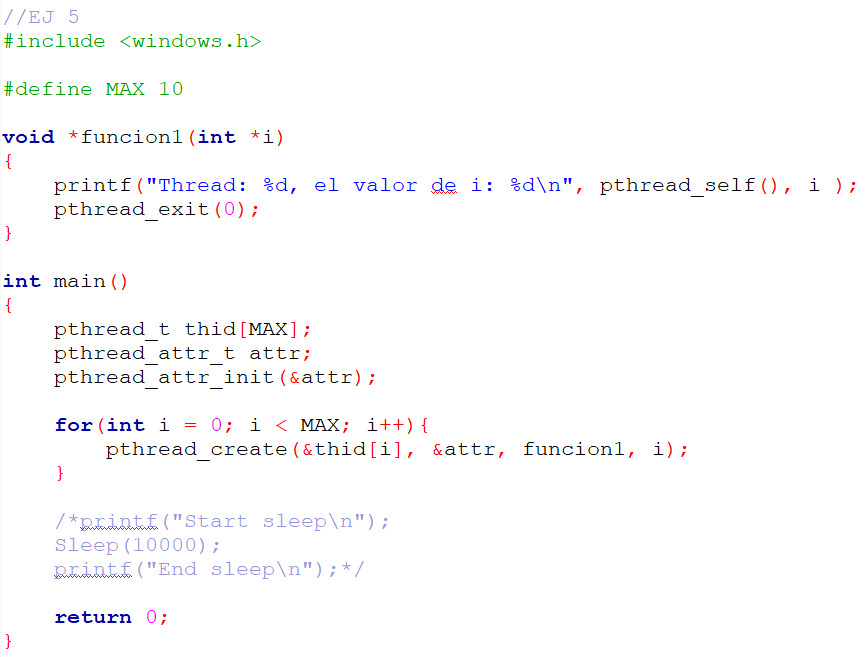 //EJ 5
#include <windows.h>
#define MAX 10
void *funcion1(int *i)
{
printf("Thread: %d, el valor de i: %d\n", pthread_self(), i );
pthread_exit(0);
}
int main()
{
pthread_t thid[MAX];
pthread_attr_t attr;
pthread_attr_init(&attr);
for(int i = 0; i < MAX; i++){
pthread_create(&thid[i], &attr, funcion1, i);
}
/*printf("Start sleep\n");
Sleep(10000);
printf("End sleep\n");*/
return 0;
}